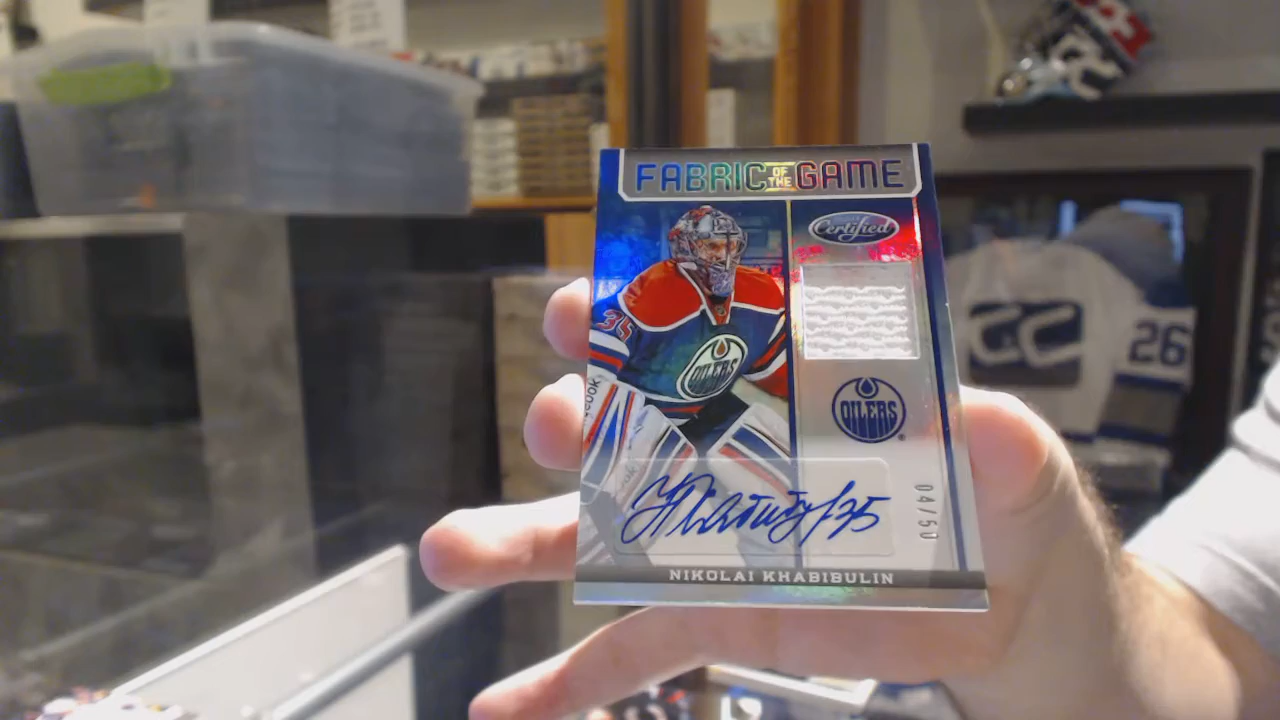 FABRIC OF THE GAME
Certified
35
OILERS
OILERS
04/50
NIKOLAI KHABIBULIN
26